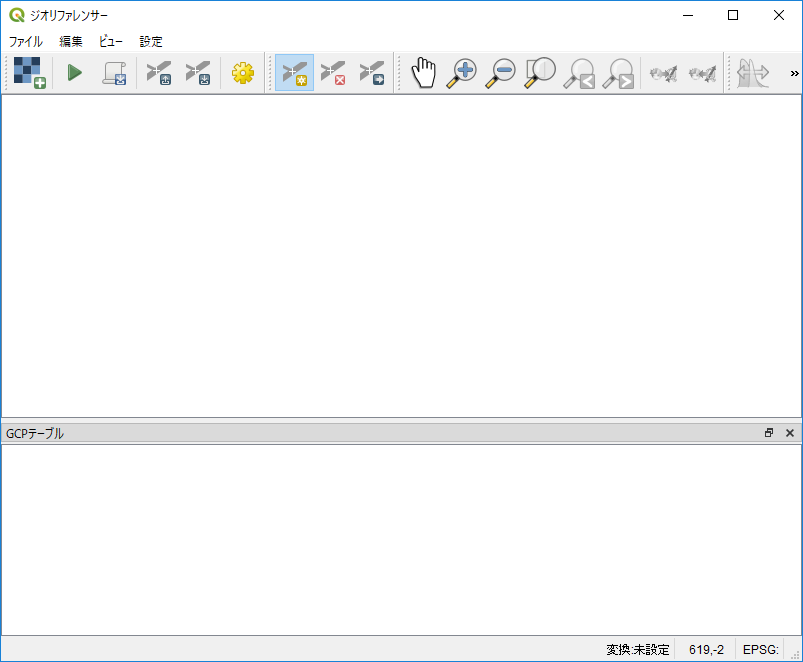 ジオリファレンサー
ファイル 編集 ビュー 設定
»
GCPテーブル
変換:未設定 619,-2 EPSG: